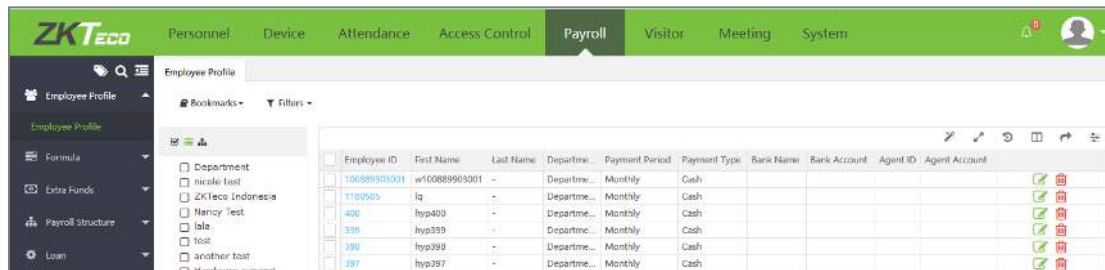 ZKTeco
Personnel Device Attendance Access Control Payroll Visitor Meeting System 0
Employee Profile
Employee Profile
Bookmarks Filters
Employee Profile
Formula
Extra Funds
Payroll Structure
Loan
Department
nicole test
ZKTeco Indonesia
Nancy Test
lala
test
another test
Employee ID First Name Last Name Departme... Payment Period Payment Type Bank Name Bank Account Agent ID Agent Account
100889903001 w100889903001 - Departme... Monthly Cash
1180505 lq - Departme... Monthly Cash
400 hyp400 - Departme... Monthly Cash
399 hyp399 - Departme... Monthly Cash
398 hyp398 - Departme... Monthly Cash
397 hyp397 - Departme... Monthly Cash